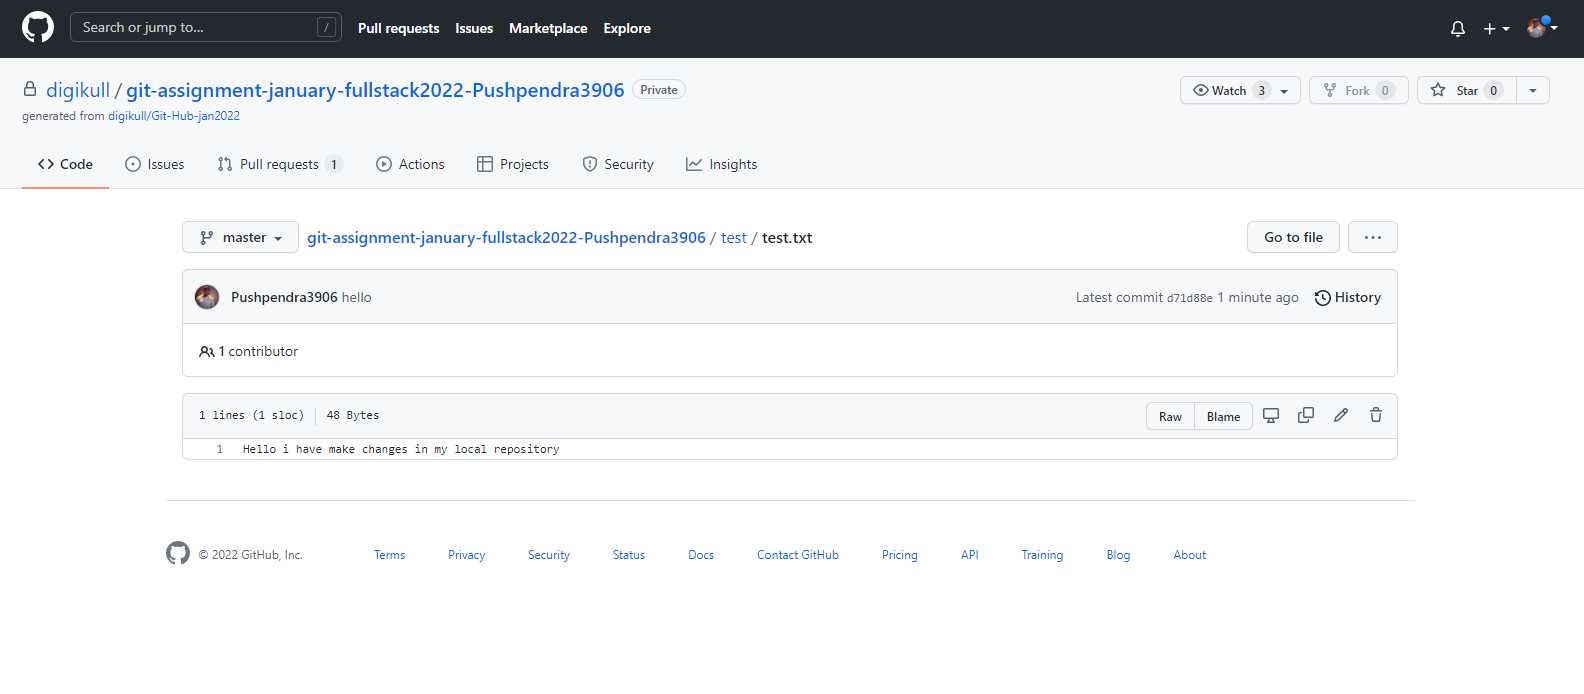 Search or jump to... / Pull requests Issues Marketplace Explore
digikull / git-assignment-january-fullstack2022-Pushpendra3906 Private Watch 3 Fork 0 Star 0
generated from digikull/Git-Hub-jan2022
Code Issues Pull requests 1 Actions Projects Security Insights
master git-assignment-january-fullstack2022-Pushpendra3906 / test / test.txt Go to file ...
Pushpendra3906 hello Latest commit d71d88e 1 minute ago History
1 contributor
1 lines (1 sloc) 48 Bytes Raw Blame
1 Hello i have make changes in my local repository
© 2022 GitHub, Inc. Terms Privacy Security Status Docs Contact GitHub Pricing API Training Blog About